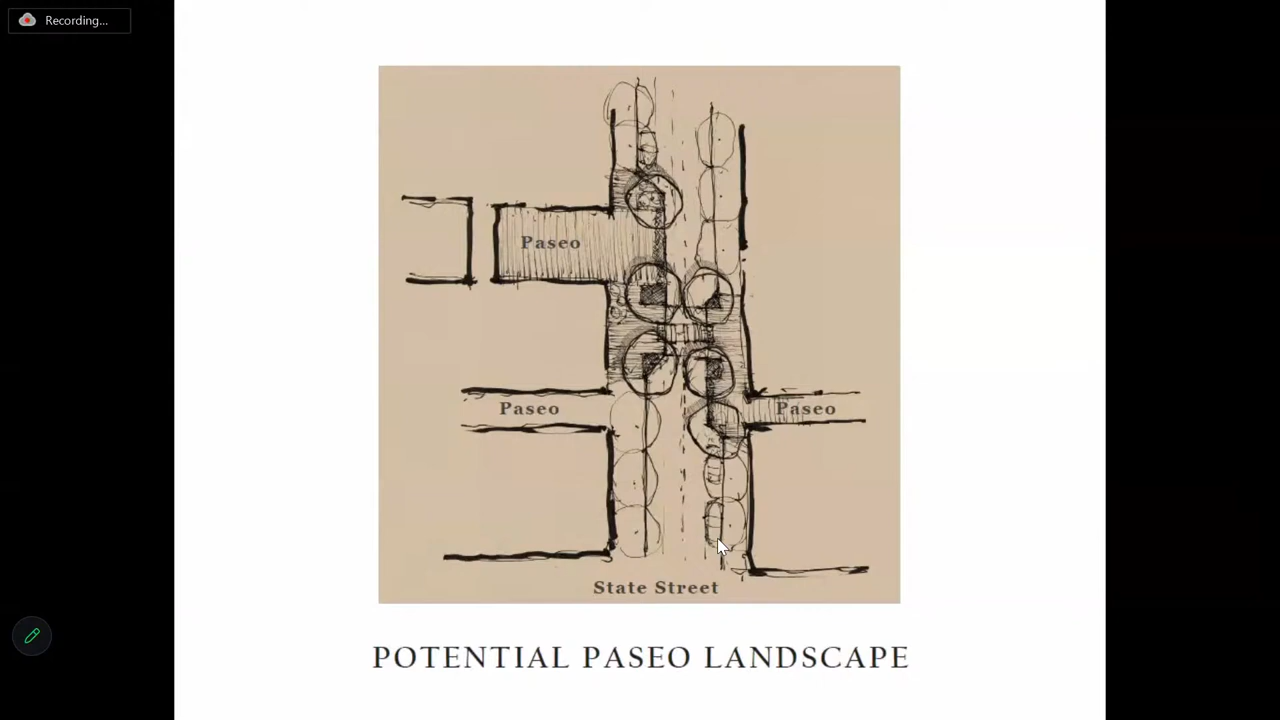 Recording...
Paseo
Paseo
Paseo
State Street
POTENTIAL PASEO LANDSCAPE